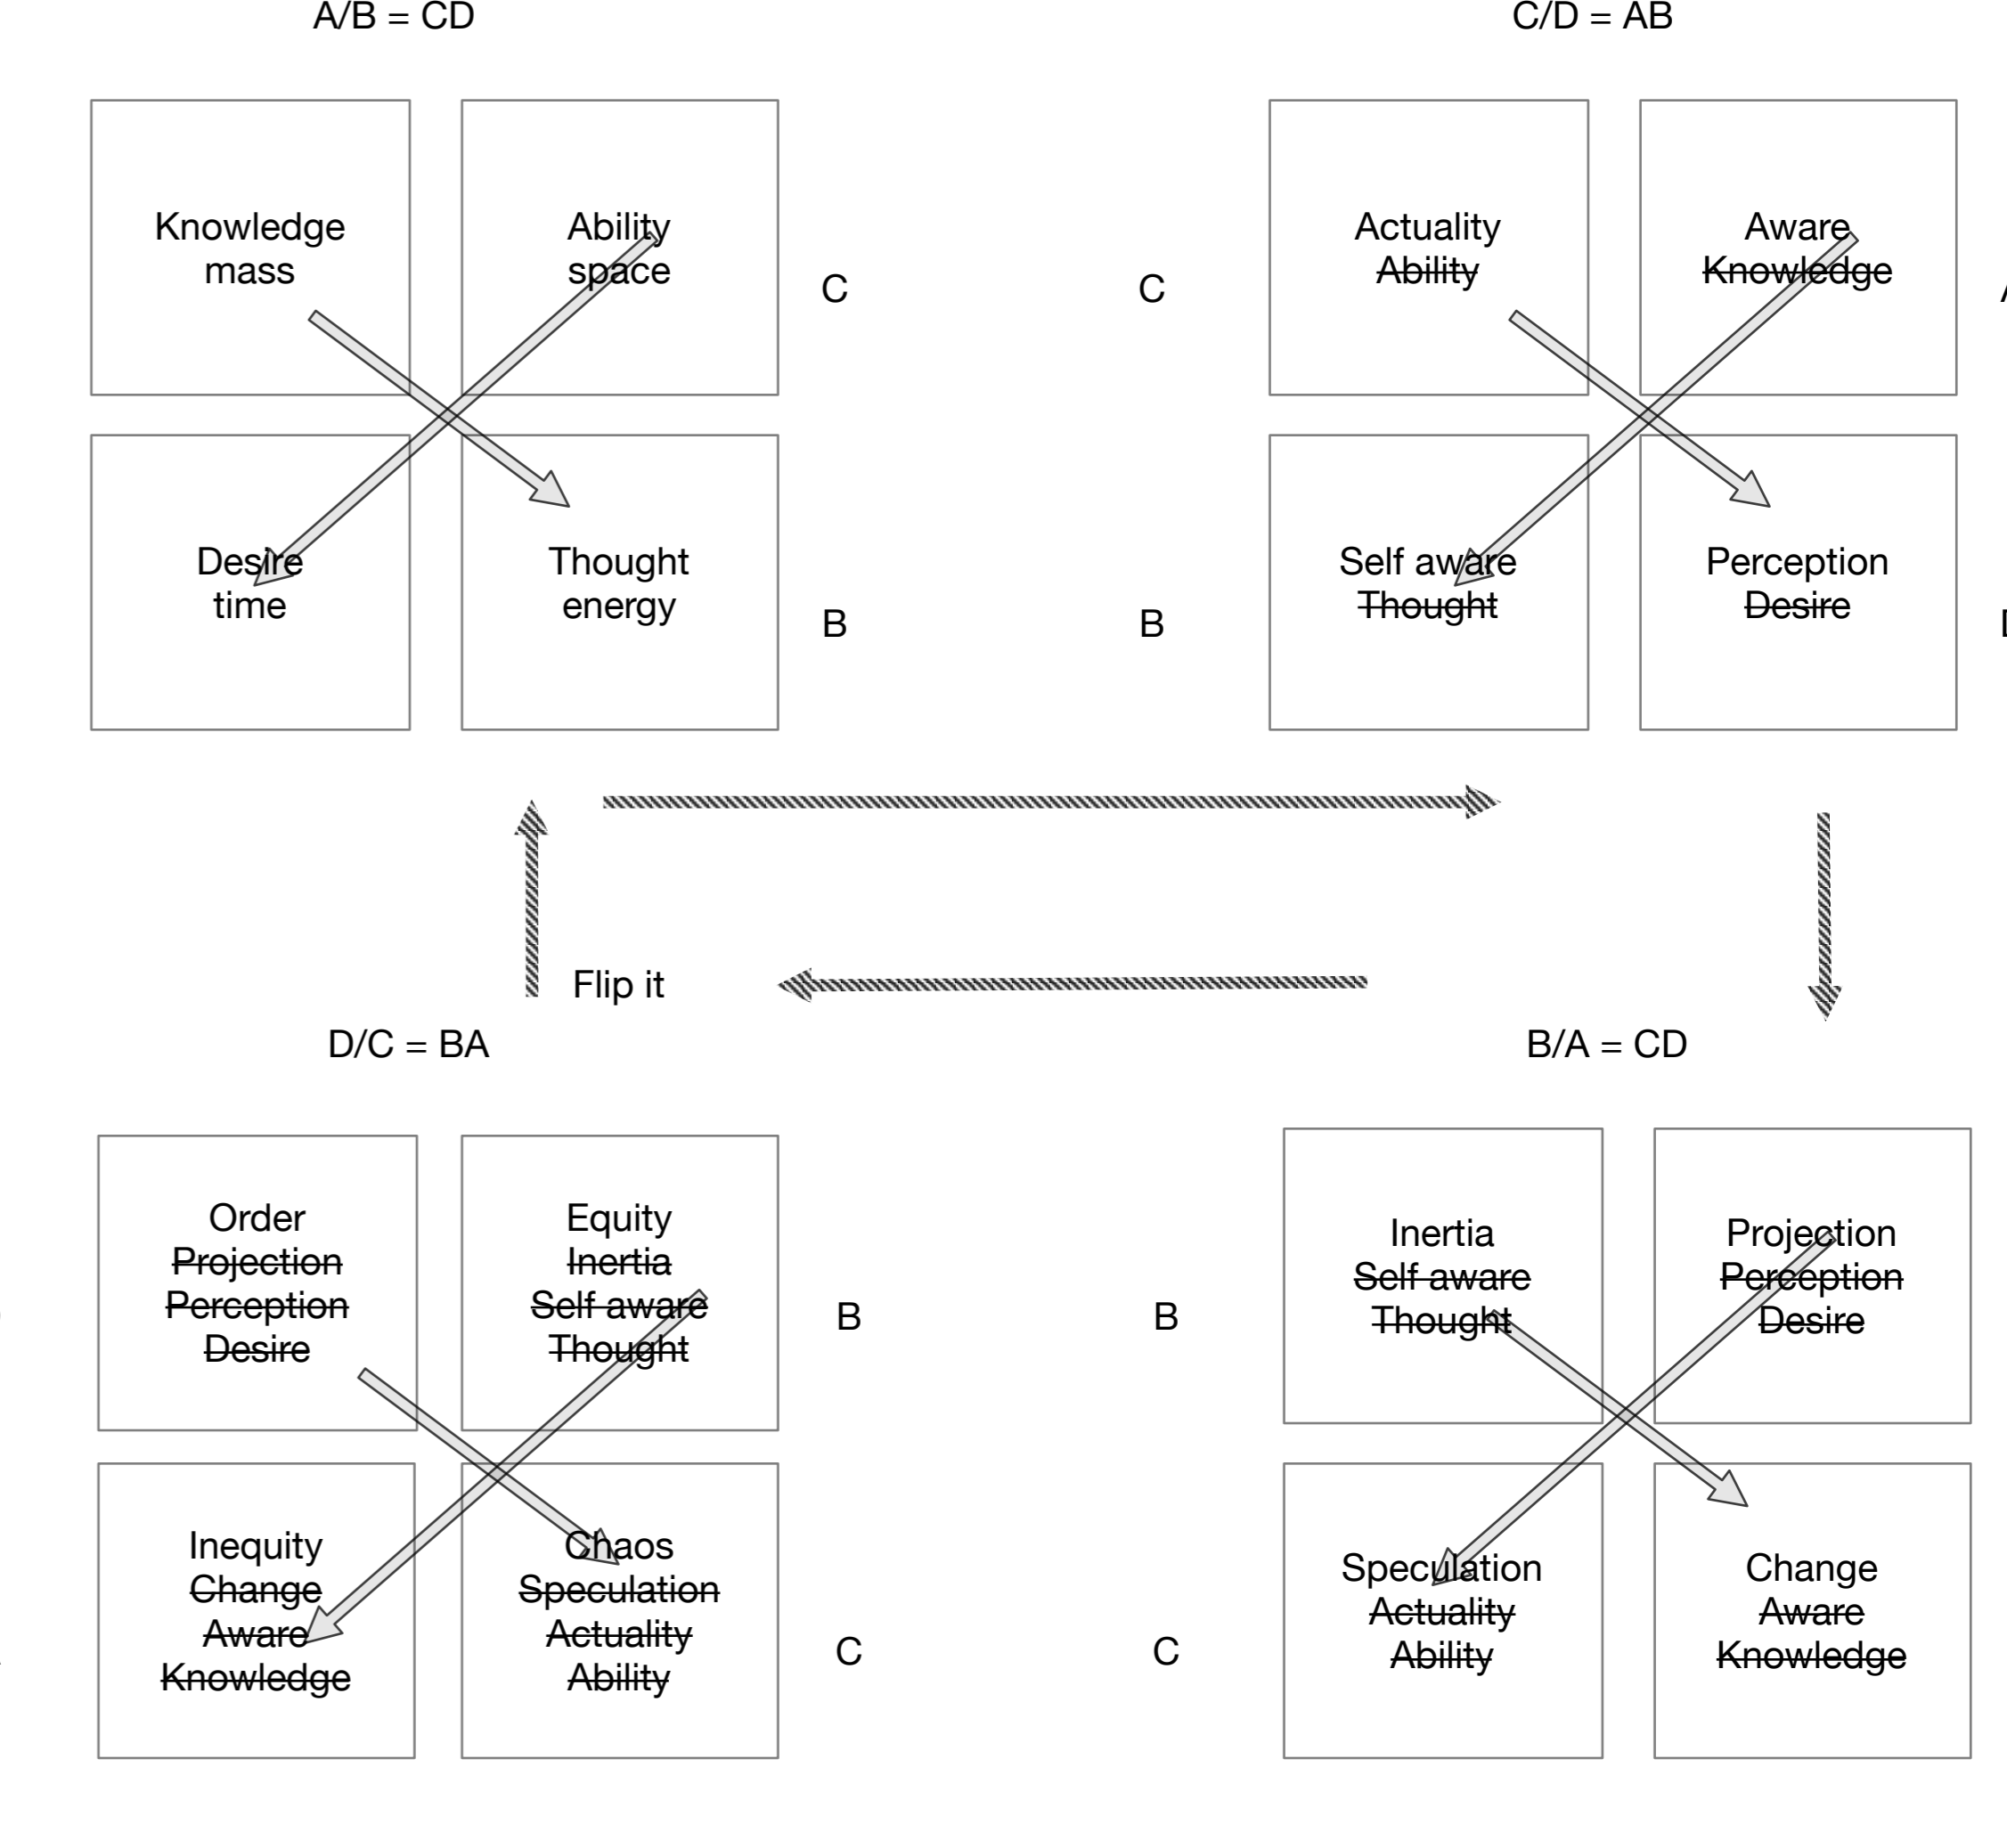 A/B = CD
C/D = AB
Knowledge
mass
Ability
space
C
Desire
time
Thought
energy
B
C
Actuality
Ability
Aware
Knowledge
B
Self aware
Thought
Perception
Desire
Flip it
D/C = BA
B/A = CD
Order
Projection
Perception
Desire
Equity
Inertia
Self aware
Thought
B
Inequity
Change
Aware
Knowledge
Chaos
Speculation
Actuality
Ability
C
B
Inertia
Self aware
Thought
Projection
Perception
Desire
C
Speculation
Actuality
Ability
Change
Aware
Knowledge